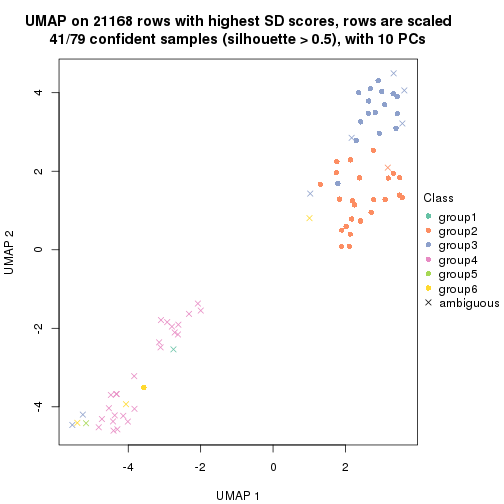 UMAP on 21168 rows with highest SD scores, rows are scaled
41/79 confident samples (silhouette > 0.5), with 10 PCs
4
2
0
-2
-4
UMAP 2
-4
-2
0
2
UMAP 1
Class
group1
group2
group3
group4
group5
group6
ambiguous